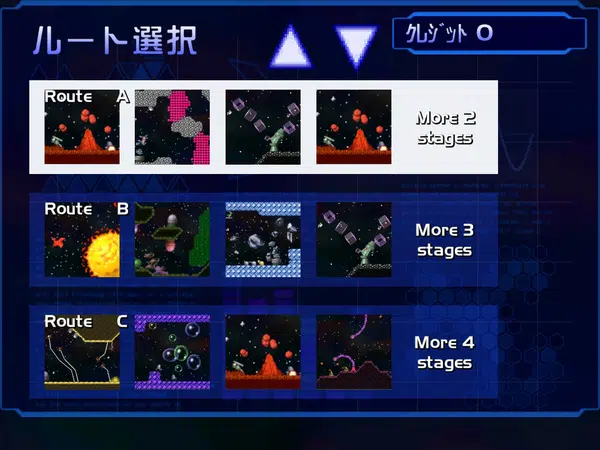 ルート選択
クレジット 0
Route A
More 2
stages
Route B
More 3
stages
Route C
More 4
stages